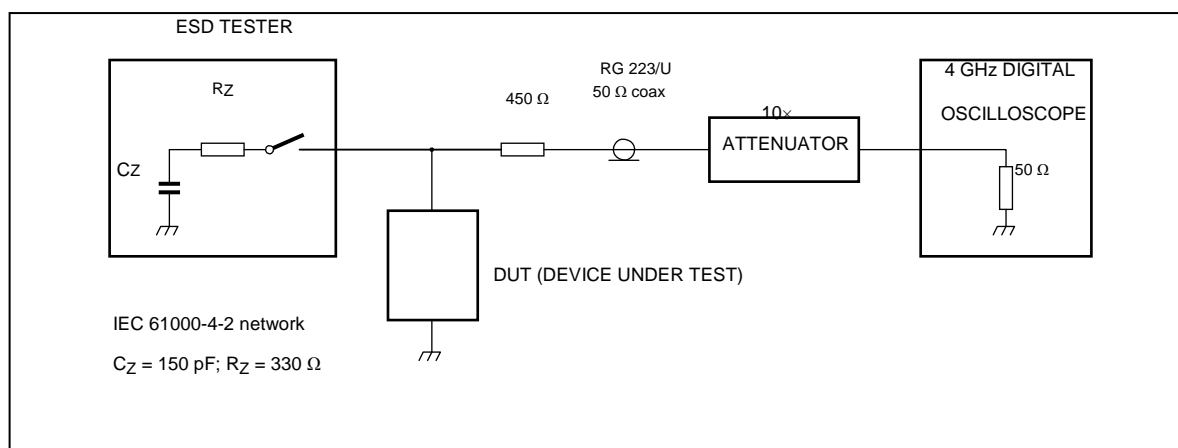 ESD TESTER
RZ
CZ
450 Ω
RG 223/U
50 Ω coax
10×
ATTENUATOR
4 GHz DIGITAL
OSCILLOSCOPE
50 Ω
DUT (DEVICE UNDER TEST)
IEC 61000-4-2 network
CZ = 150 pF; RZ = 330 Ω